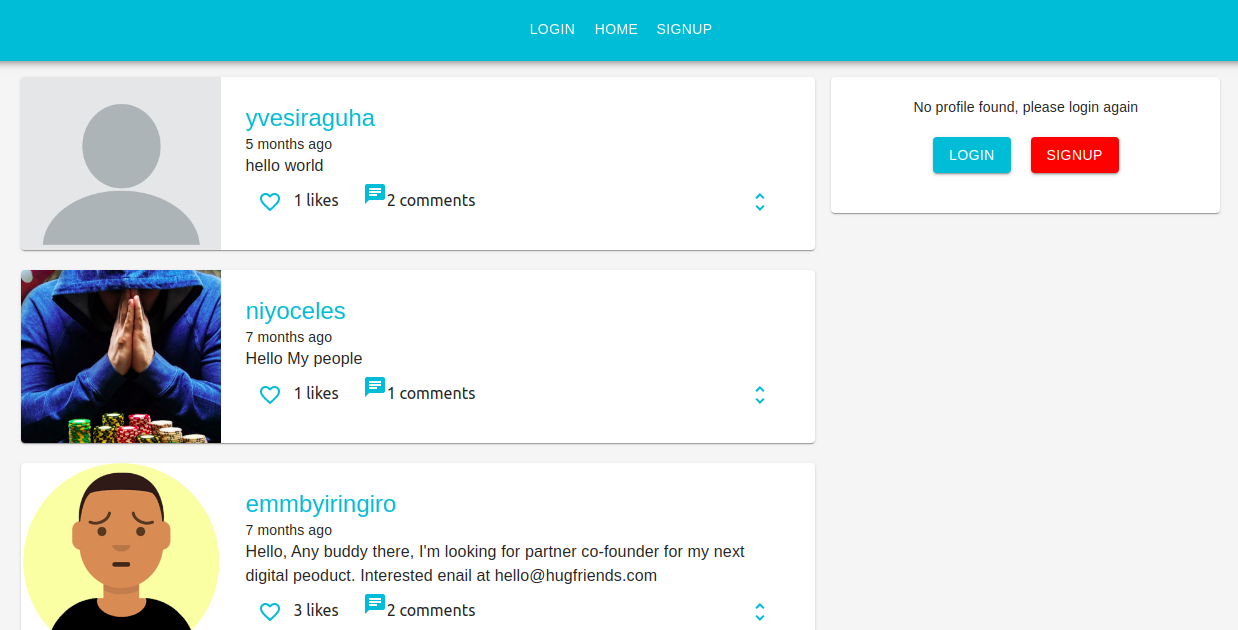 LOGIN HOME SIGNUP
yvesiraguha
5 months ago
hello world
1 likes 2 comments
No profile found, please login again
LOGIN SIGNUP
niyoceles
7 months ago
Hello My people
1 likes 1 comments
emmbyiringiro
7 months ago
Hello, Any buddy there, I'm looking for partner co-founder for my next
digital peoduct. Interested enail at hello@hugfriends.com
3 likes 2 comments